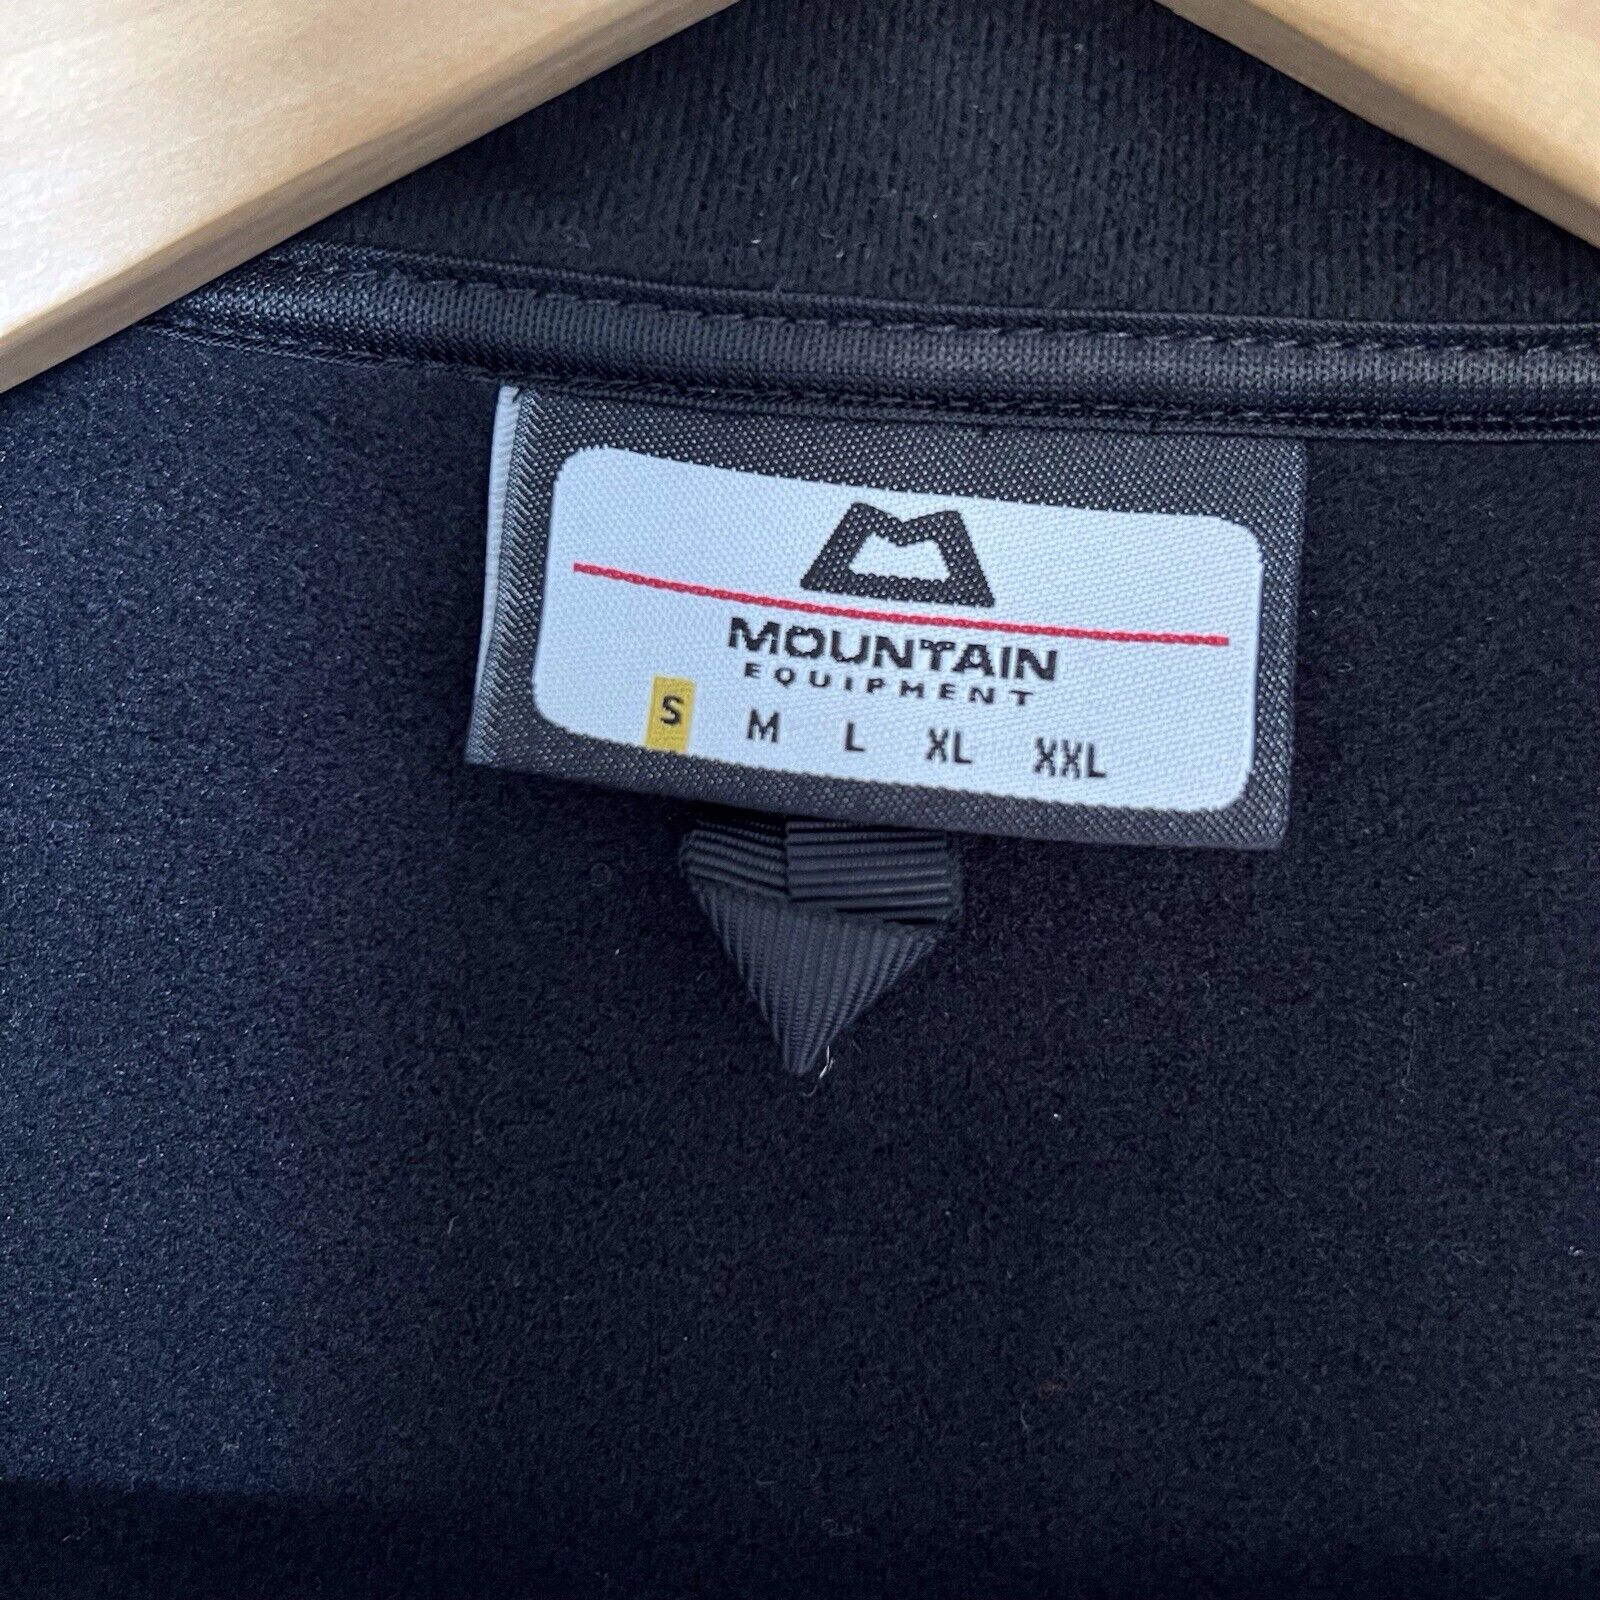 MOUNTAIN
EQUIPMENT
S M L XL XXL